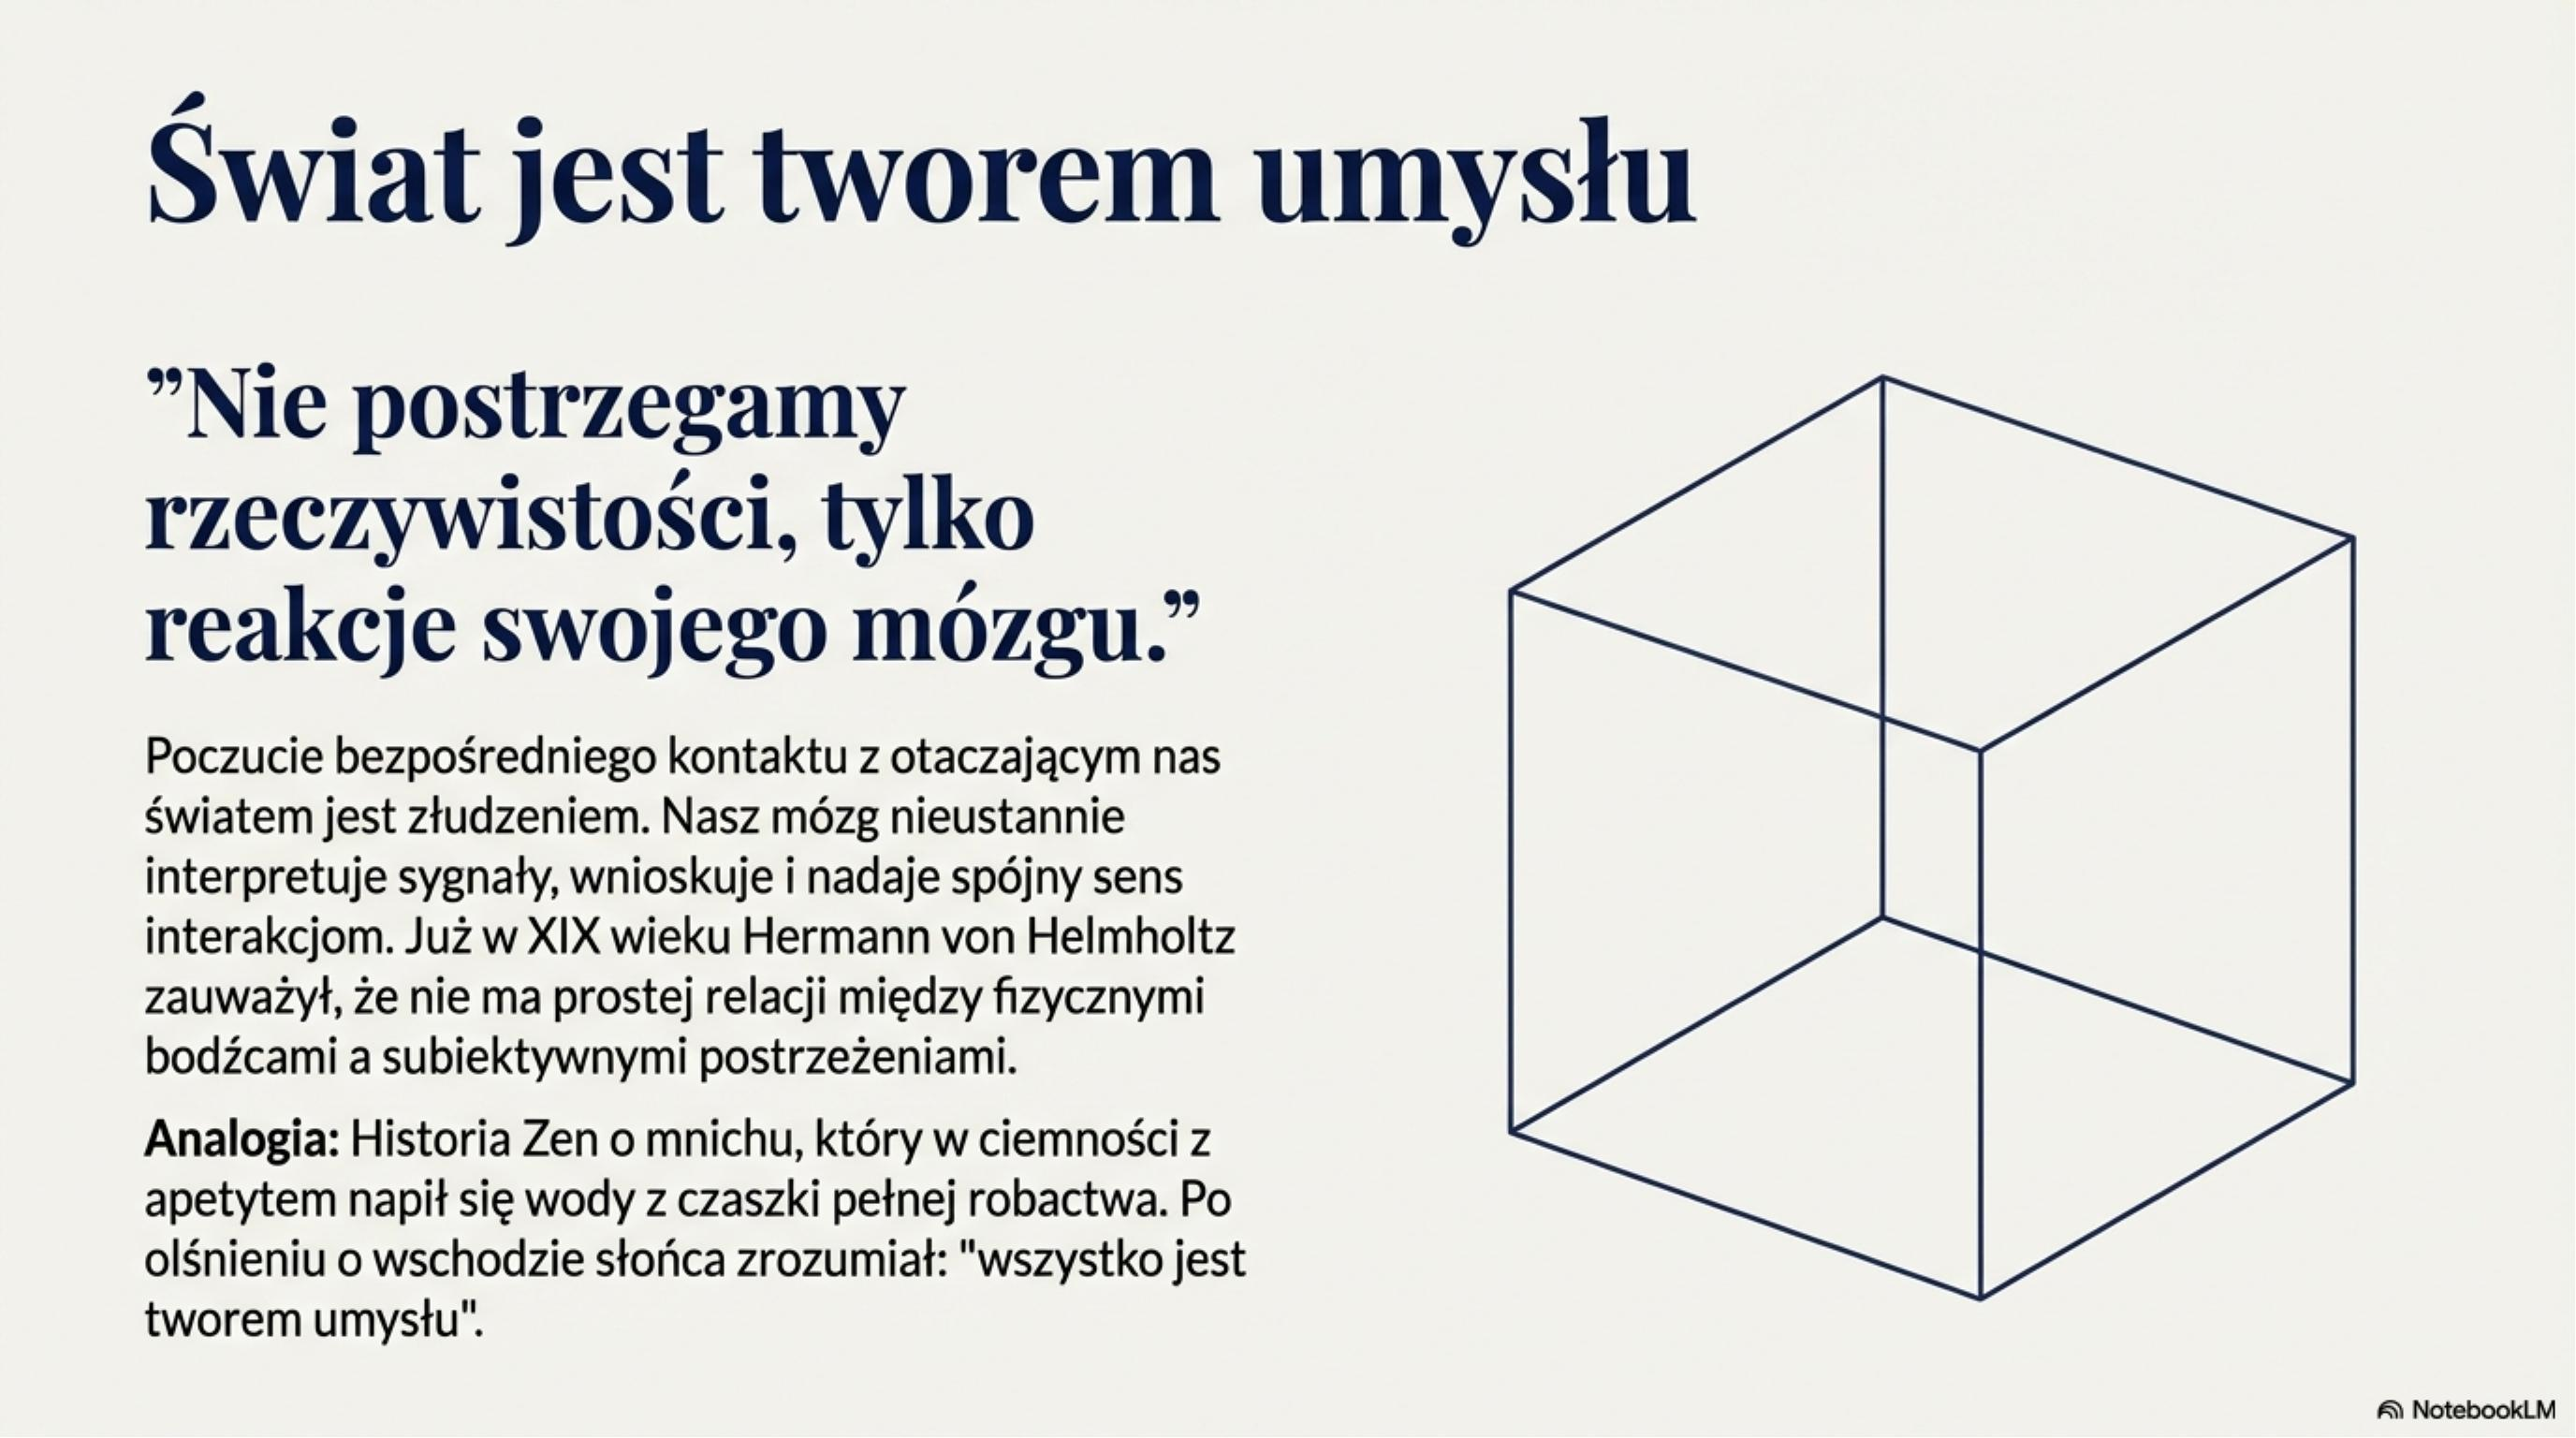 Świat jest tworem umysłu
”Nie postrzegamy
rzeczywistości, tylko
reakcje swojego mózgu.”
Poczucie bezpośredniego kontaktu z otaczającym nas
światem jest złudzeniem. Nasz mózg nieustannie
interpretuje sygnały, wnioskuje i nadaje spójny sens
interakcjom. Już w XIX wieku Hermann von Helmholtz
zauważył, że nie ma prostej relacji między fizycznymi
bodźcami a subiektywnymi postrzeżeniami.
Analogia: Historia Zen o mnichu, który w ciemności z
apetytem napił się wody z czaszki pełnej robactwa. Po
olśnieniu o wschodzie słońca zrozumiał: "wszystko jest
tworem umysłu".
NotebookLM